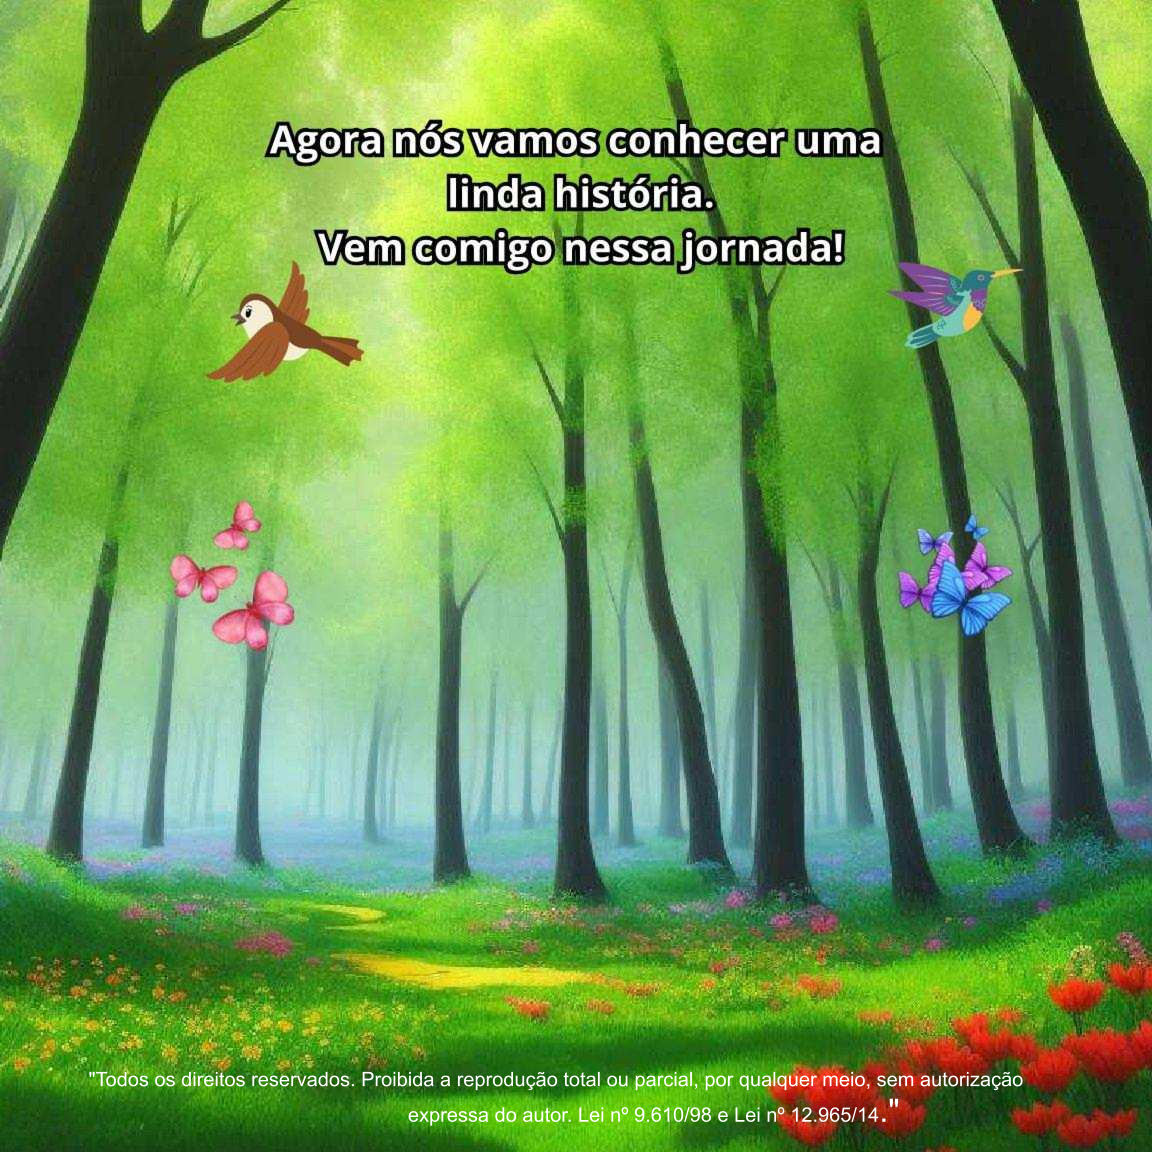 Agora nós vamos conhecer uma
linda história.
Vem comigo nessa jornada!
"Todos os direitos reservados. Proibida a reprodução total ou parcial, por qualquer meio, sem autorização
expressa do autor. Lei nº 9.610/98 e Lei nº 12.965/14."